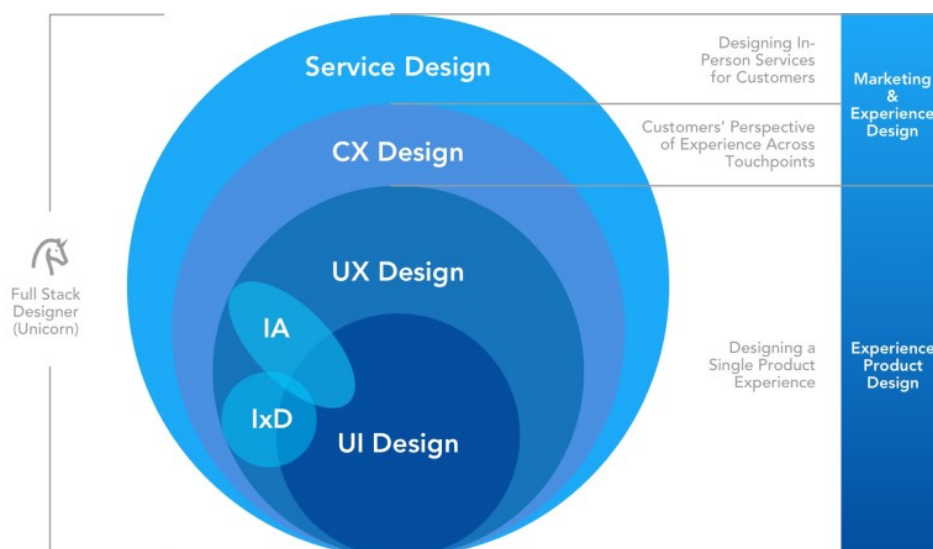 Service Design
CX Design
UX Design
IA
IxD
UI Design
Full Stack
Designer
(Unicorn)
Designing In-
Person Services
for Customers
Customers' Perspective
of Experience Across
Touchpoints
Designing a
Single Product
Experience
Marketing
&
Experience
Design
Experience
Product
Design